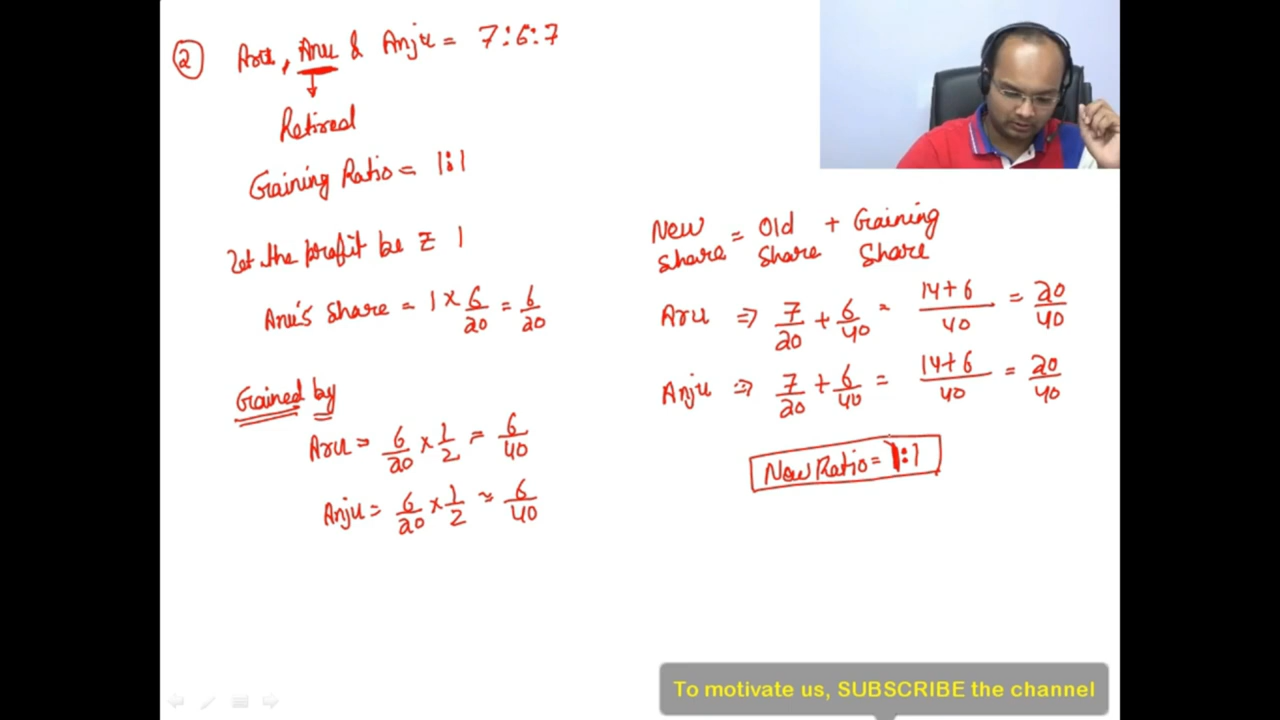 ② Aru, Anu & Anju = 7:6:7
Retired
Gaining Ratio = 1:1
Let the profit be ₹ 1
Anu's Share = 1 × 6/20 = 6/20
Gained by
Aru = 6/20 × 1/2 = 6/40
Anju = 6/20 × 1/2 = 6/40
New Share = Old Share + Gaining Share
Aru ⇒ 7/20 + 6/40 = 14+6/40 = 20/40
Anju ⇒ 7/20 + 6/40 = 14+6/40 = 20/40
New Ratio = 1:1
To motivate us, SUBSCRIBE the channel